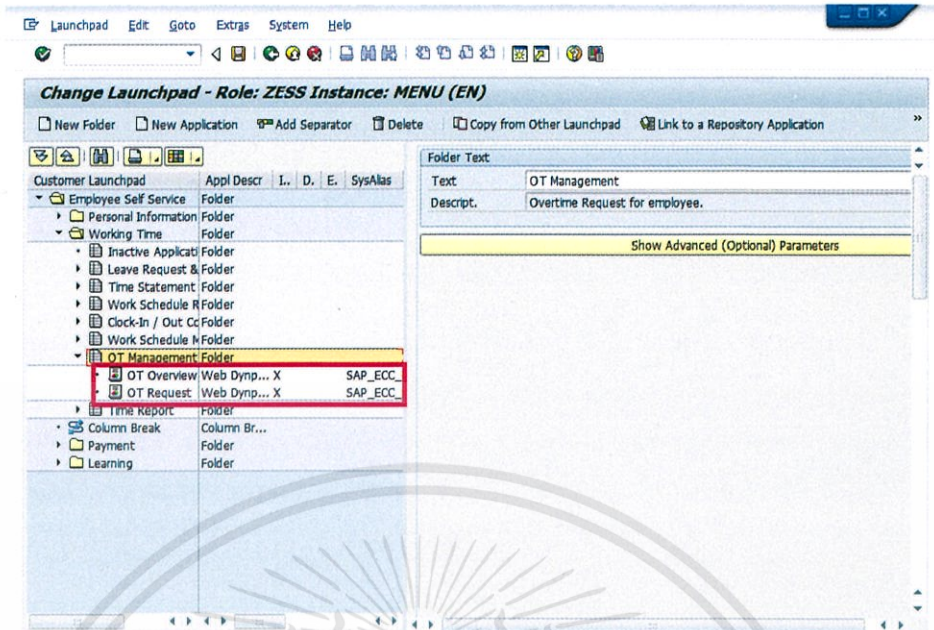 Launchpad Edit Goto Extras System Help
Change Launchpad - Role: ZESS Instance: MENU (EN)
New Folder New Application Add Separator Delete Copy from Other Launchpad Link to a Repository Application »
Customer Launchpad Appl Descr I.. D. E. SysAlias
Employee Self Service Folder
Personal Information Folder
Working Time Folder
Inactive Applicati Folder
Leave Request & Folder
Time Statement Folder
Work Schedule R Folder
Clock-In / Out Cc Folder
Work Schedule M Folder
OT Management Folder
OT Overview Web Dynp... X SAP_ECC_
OT Request Web Dynp... X SAP_ECC_
Time Report Folder
Column Break Column Br...
Payment Folder
Learning Folder
Folder Text
Text OT Management
Descript. Overtime Request for employee.
Show Advanced (Optional) Parameters